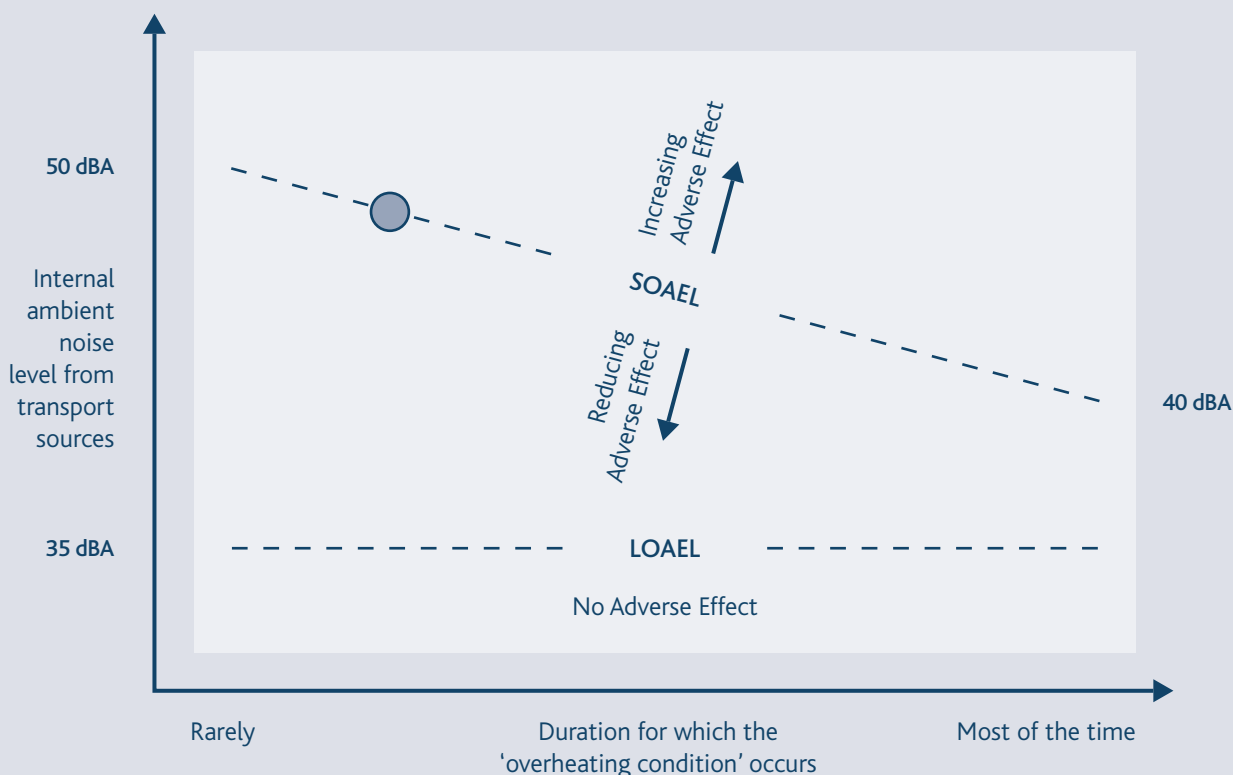 50 dBA
Internal
ambient
noise
level from
transport
sources
35 dBA
Increasing
Adverse Effect
SOAEL
Reducing
Adverse Effect
40 dBA
LOAEL
No Adverse Effect
Rarely
Duration for which the
‘overheating condition’ occurs
Most of the time